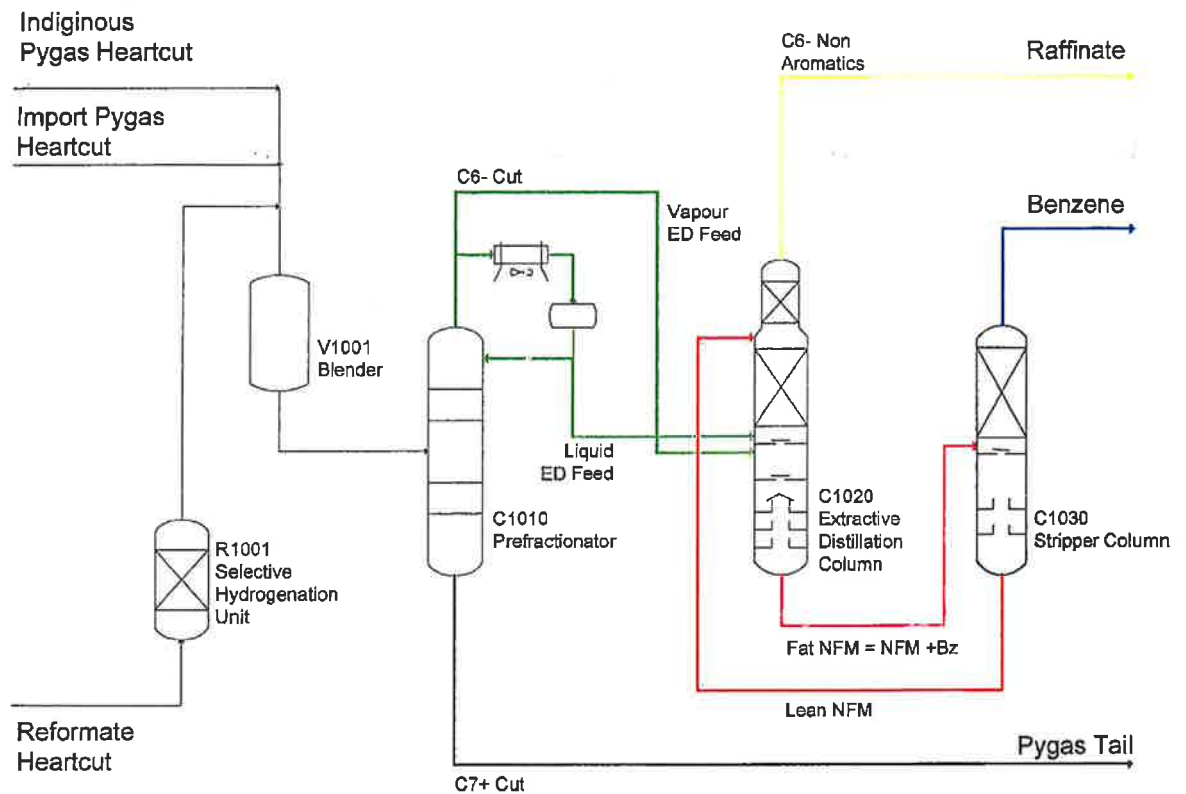 Indiginous
Pygas Heartcut
Import Pygas
Heartcut
C6- Non
Aromatics
Raffinate
C6- Cut
Vapour
ED Feed
Benzene
V1001
Blender
Liquid
ED Feed
C1010
Prefractionator
C1020
Extractive
Distillation
Column
C1030
Stripper Column
R1001
Selective
Hydrogenation
Unit
Fat NFM = NFM +Bz
Lean NFM
Reformate
Heartcut
Pygas Tail
C7+ Cut